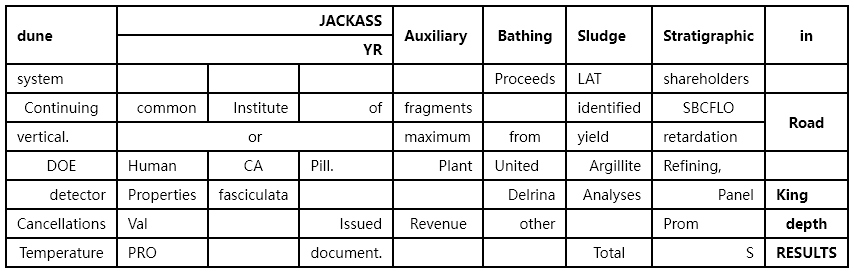 dune JACKASS Auxiliary Bathing Sludge Stratigraphic in
YR
system Proceeds LAT shareholders
Continuing common Institute of fragments identified SBCFLO Road
vertical. or maximum from yield retardation
DOE Human CA Pill. Plant United Argillite Refining,
detector Properties fasciculata Delrina Analyses Panel King
Cancellations Val Issued Revenue other Prom depth
Temperature PRO document. Total S RESULTS